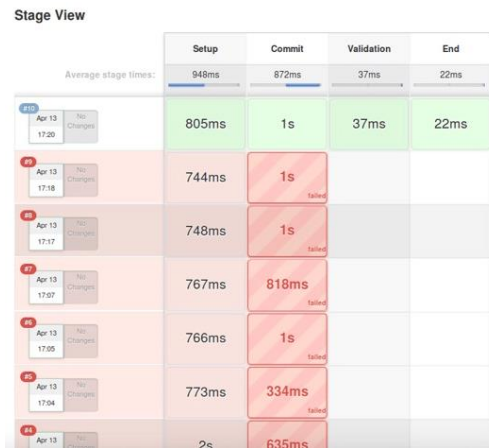 Stage View
Setup Commit Validation End
Average stage times: 948ms 872ms 37ms 22ms
#10
Apr 13 No
Changes
17:20
805ms 1s 37ms 22ms
#9
Apr 13 No
Changes
17:18
744ms 1s
failed
#8
Apr 13 No
Changes
17:17
748ms 1s
failed
#7
Apr 13 No
Changes
17:07
767ms 818ms
failed
#6
Apr 13 No
Changes
17:05
766ms 1s
failed
#5
Apr 13 No
Changes
17:04
773ms 334ms
failed
#4
Apr 13 No
Changes
2s 635ms